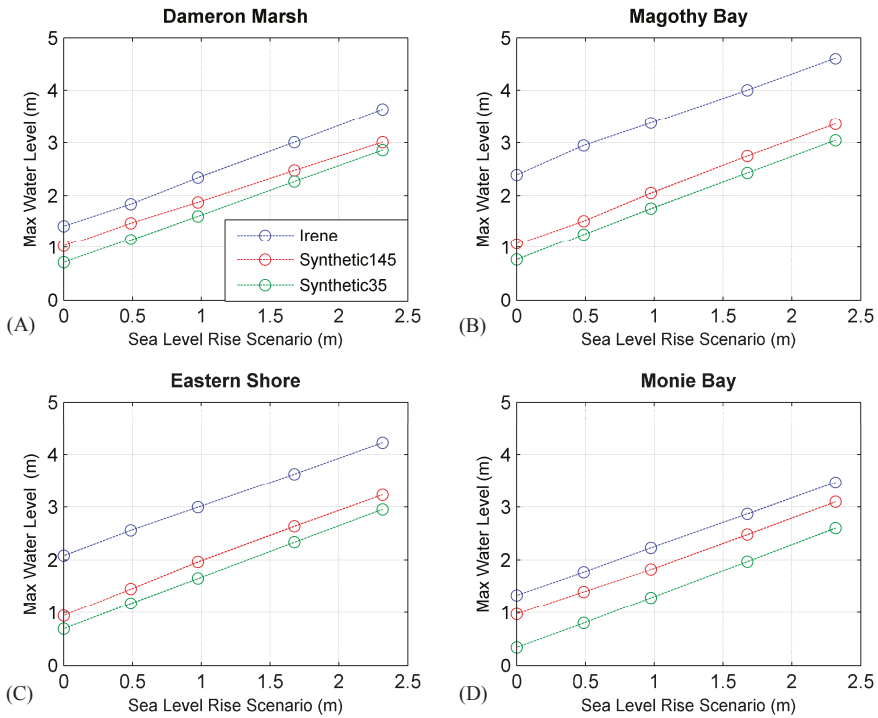 Dameron Marsh
5
4
3
2
1
0
Max Water Level (m)
Irene
Synthetic145
Synthetic35
0 0.5 1 1.5 2 2.5
Sea Level Rise Scenario (m)
(A)
Magothy Bay
5
4
3
2
1
0
Max Water Level (m)
0 0.5 1 1.5 2 2.5
Sea Level Rise Scenario (m)
(B)
Eastern Shore
5
4
3
2
1
0
Max Water Level (m)
0 0.5 1 1.5 2 2.5
Sea Level Rise Scenario (m)
(C)
Monie Bay
5
4
3
2
1
0
Max Water Level (m)
0 0.5 1 1.5 2 2.5
Sea Level Rise Scenario (m)
(D)